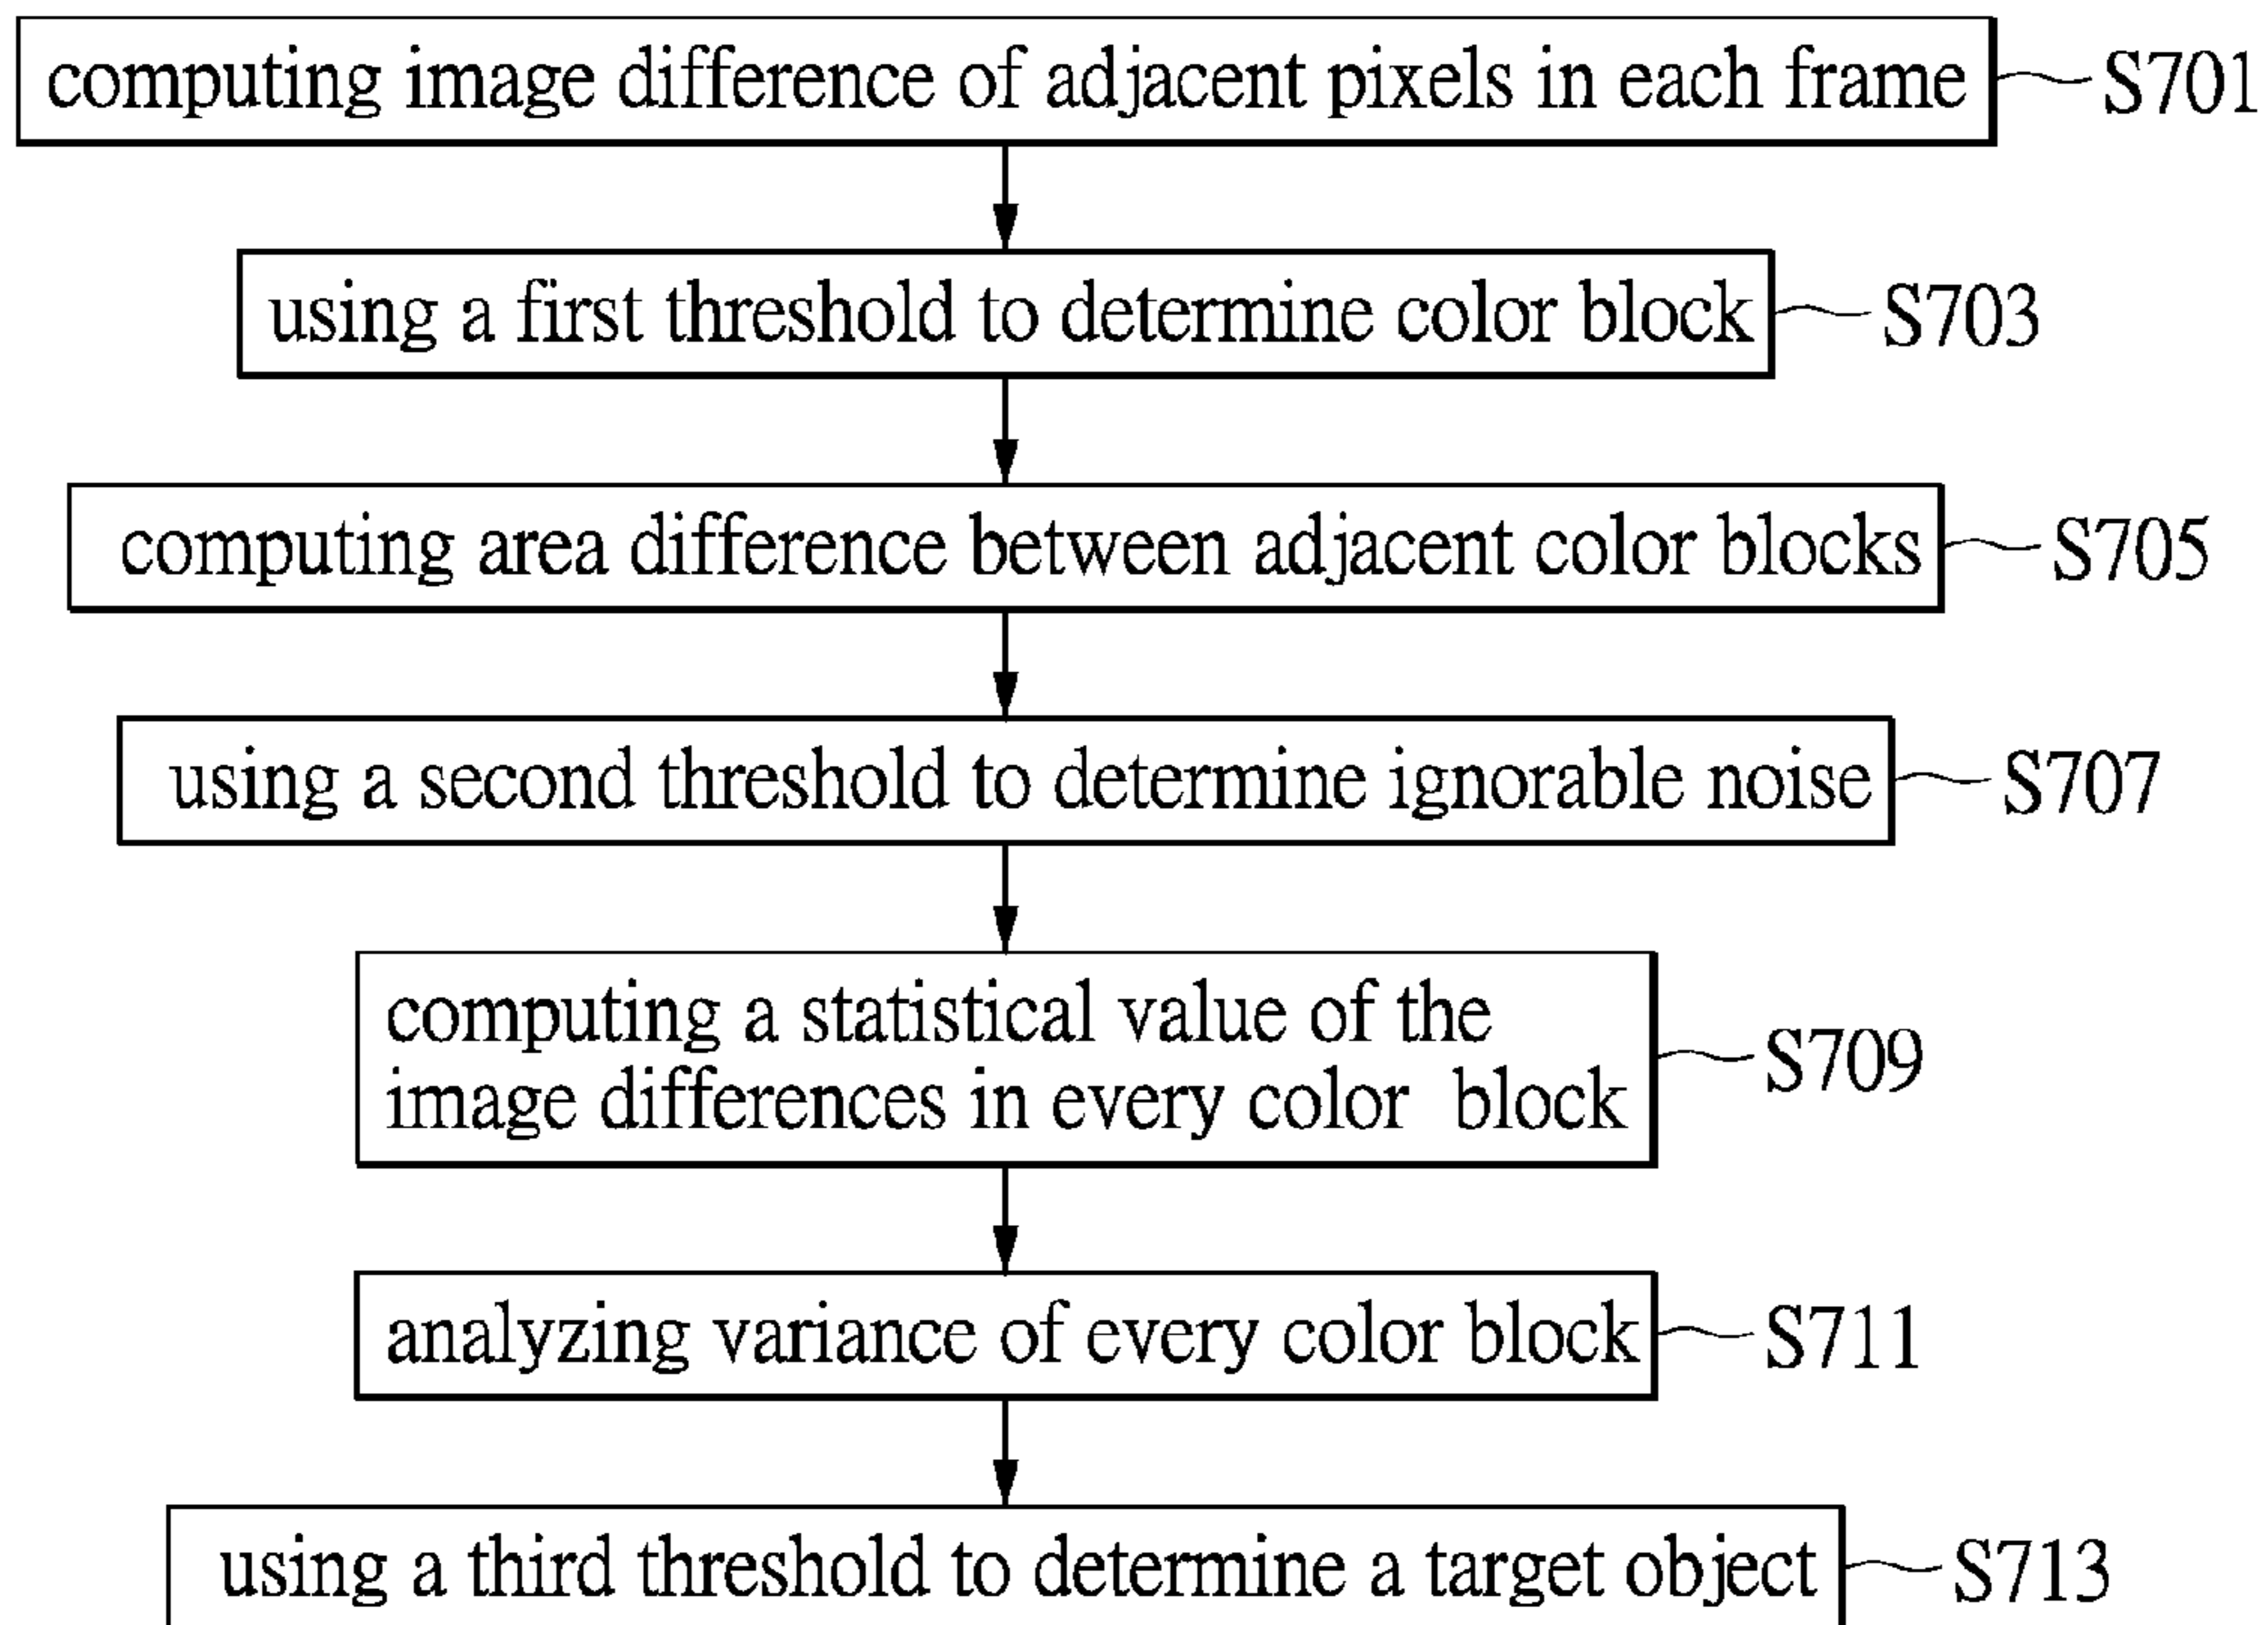 computing image difference of adjacent pixels in each frame S701
using a first threshold to determine color block S703
computing area difference between adjacent color blocks S705
using a second threshold to determine ignorable noise S707
computing a statistical value of the
image differences in every color block
S709
analyzing variance of every color block S711
using a third threshold to determine a target object S713